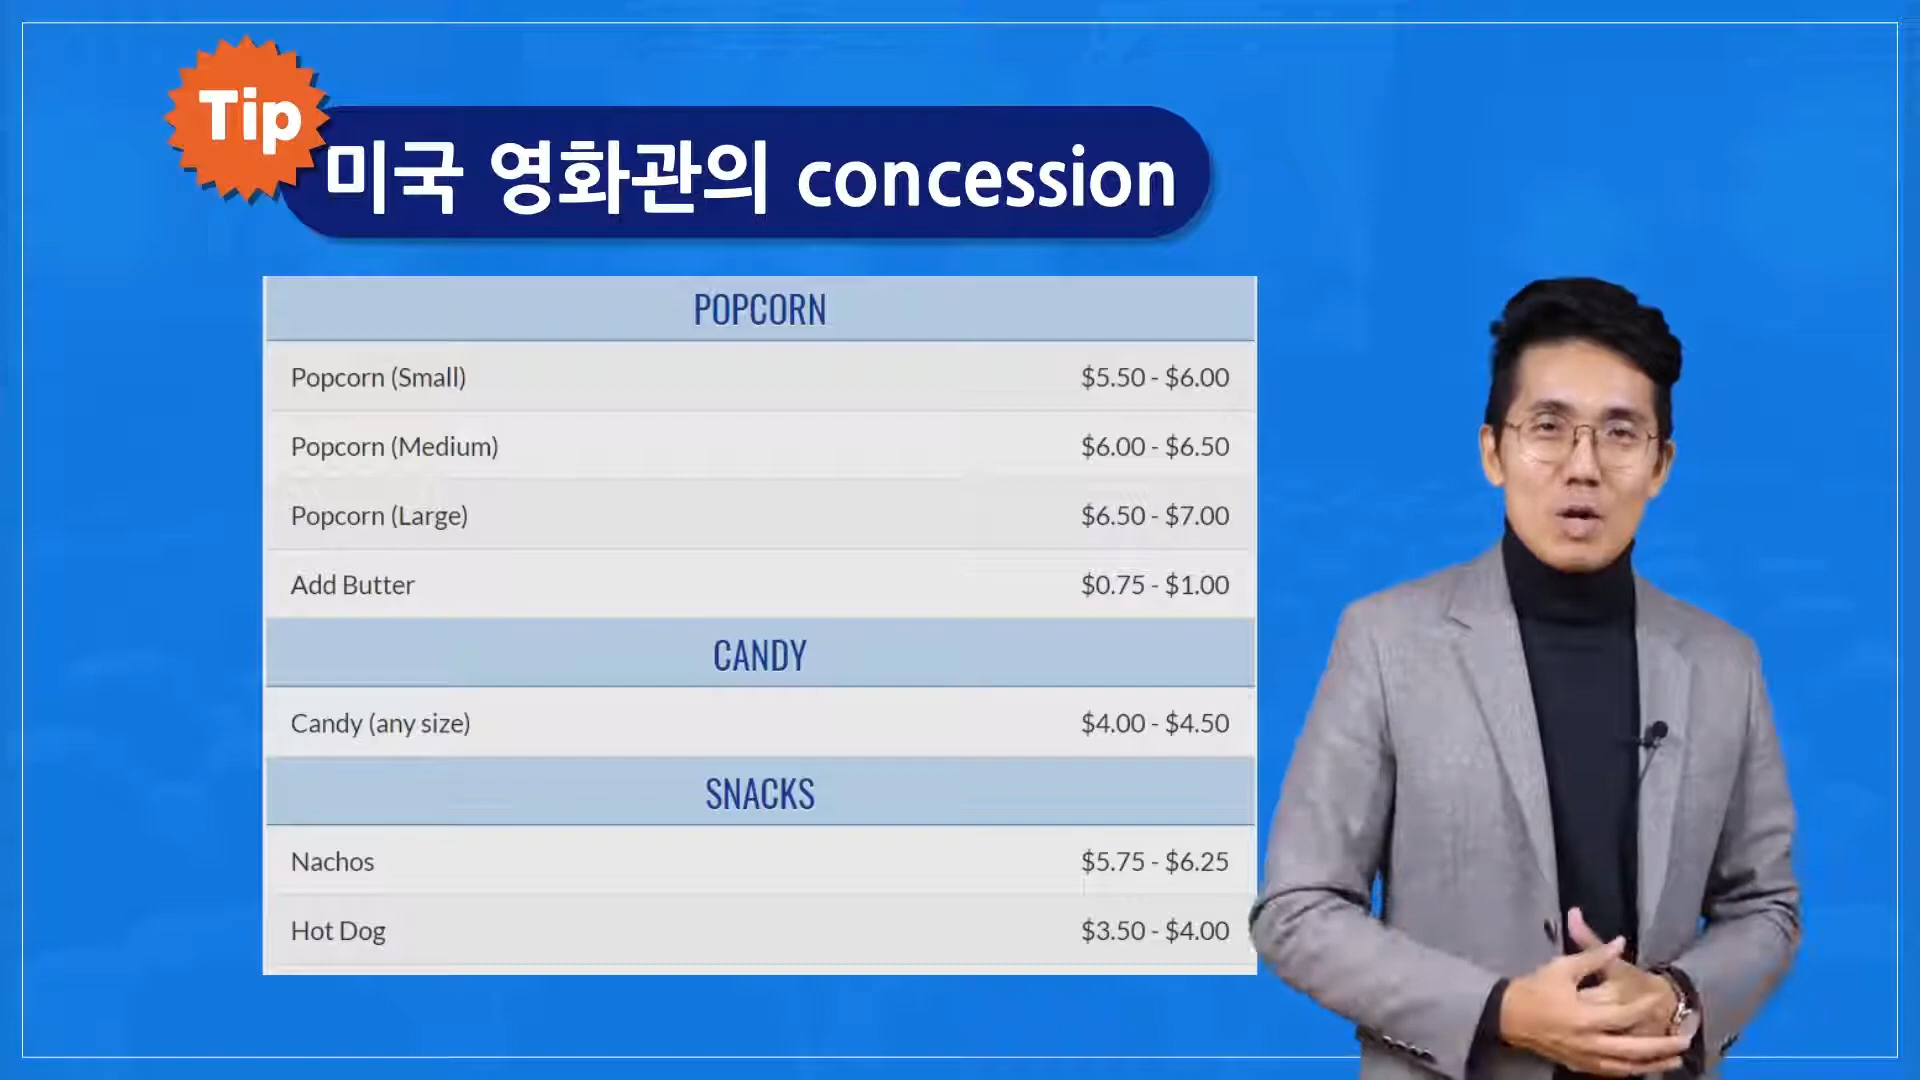 Tip
미국 영화관의 concession
POPCORN
Popcorn (Small) $5.50 - $6.00
Popcorn (Medium) $6.00 - $6.50
Popcorn (Large) $6.50 - $7.00
Add Butter $0.75 - $1.00
CANDY
Candy (any size) $4.00 - $4.50
SNACKS
Nachos $5.75 - $6.25
Hot Dog $3.50 - $4.00